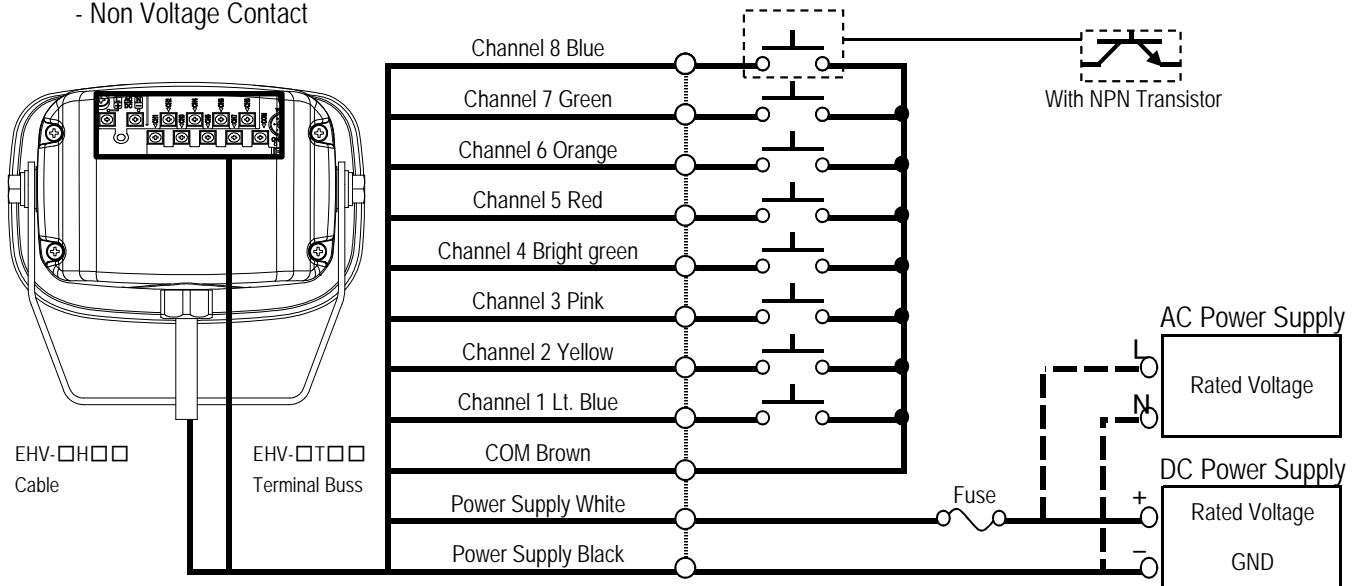 - Non Voltage Contact
Channel 8 Blue
Channel 7 Green
With NPN Transistor
Channel 6 Orange
Channel 5 Red
Channel 4 Bright green
Channel 3 Pink
Channel 2 Yellow
Channel 1 Lt. Blue
COM Brown
Power Supply White
Power Supply Black
EHV-□H□□
Cable
EHV-□T□□
Terminal Buss
Fuse
AC Power Supply
L
Rated Voltage
N
DC Power Supply
+
Rated Voltage
−
GND